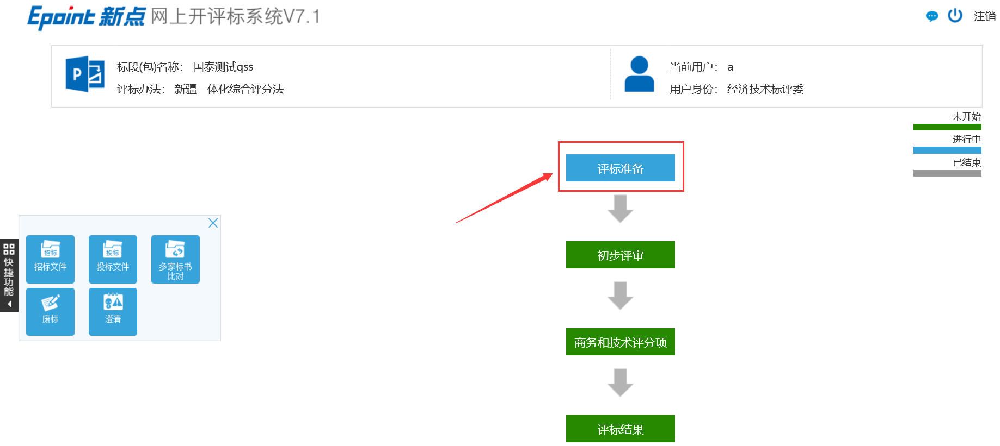 Epoint 新点 网上开评标系统V7.1
注销
标段(包)名称： 国泰测试qss
评标办法： 新疆一体化综合评分法
当前用户： a
用户身份： 经济技术标评委
未开始
进行中
已结束
评标准备
初步评审
商务和技术评分项
评标结果
快捷功能
招标
招标文件
投标
投标文件
多家标书
比对
废标
澄清
P